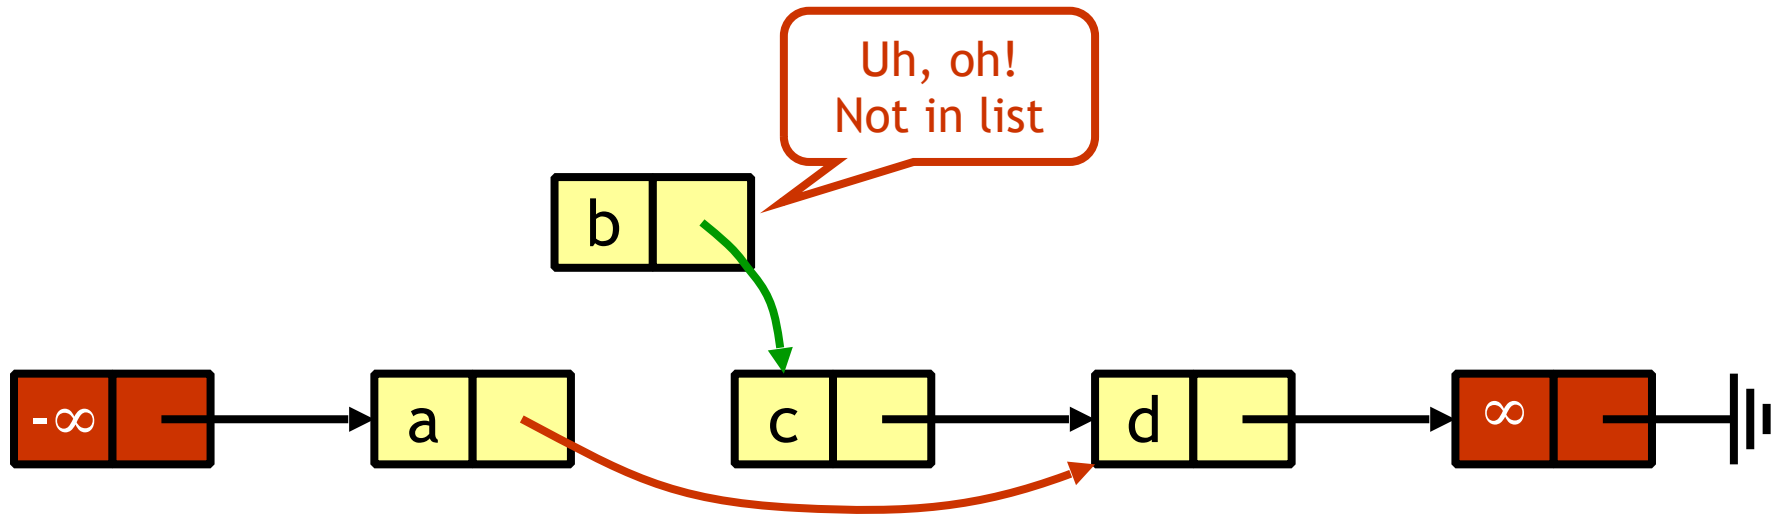 Uh, oh!
Not in list
b
-∞ a c d ∞